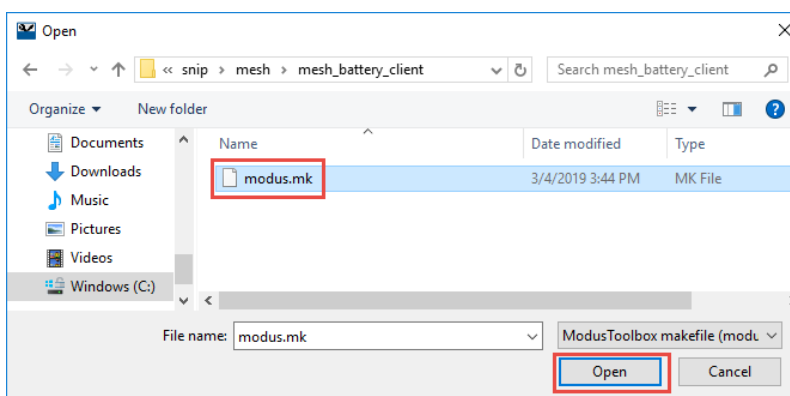 Open
« snip › mesh › mesh_battery_client
Search mesh_battery_client
Organize
New folder
Documents
Downloads
Music
Pictures
Videos
Windows (C:)
Name
Date modified
Type
modus.mk
3/4/2019 3:44 PM
MK File
File name:
modus.mk
ModusToolbox makefile (modu
Open
Cancel